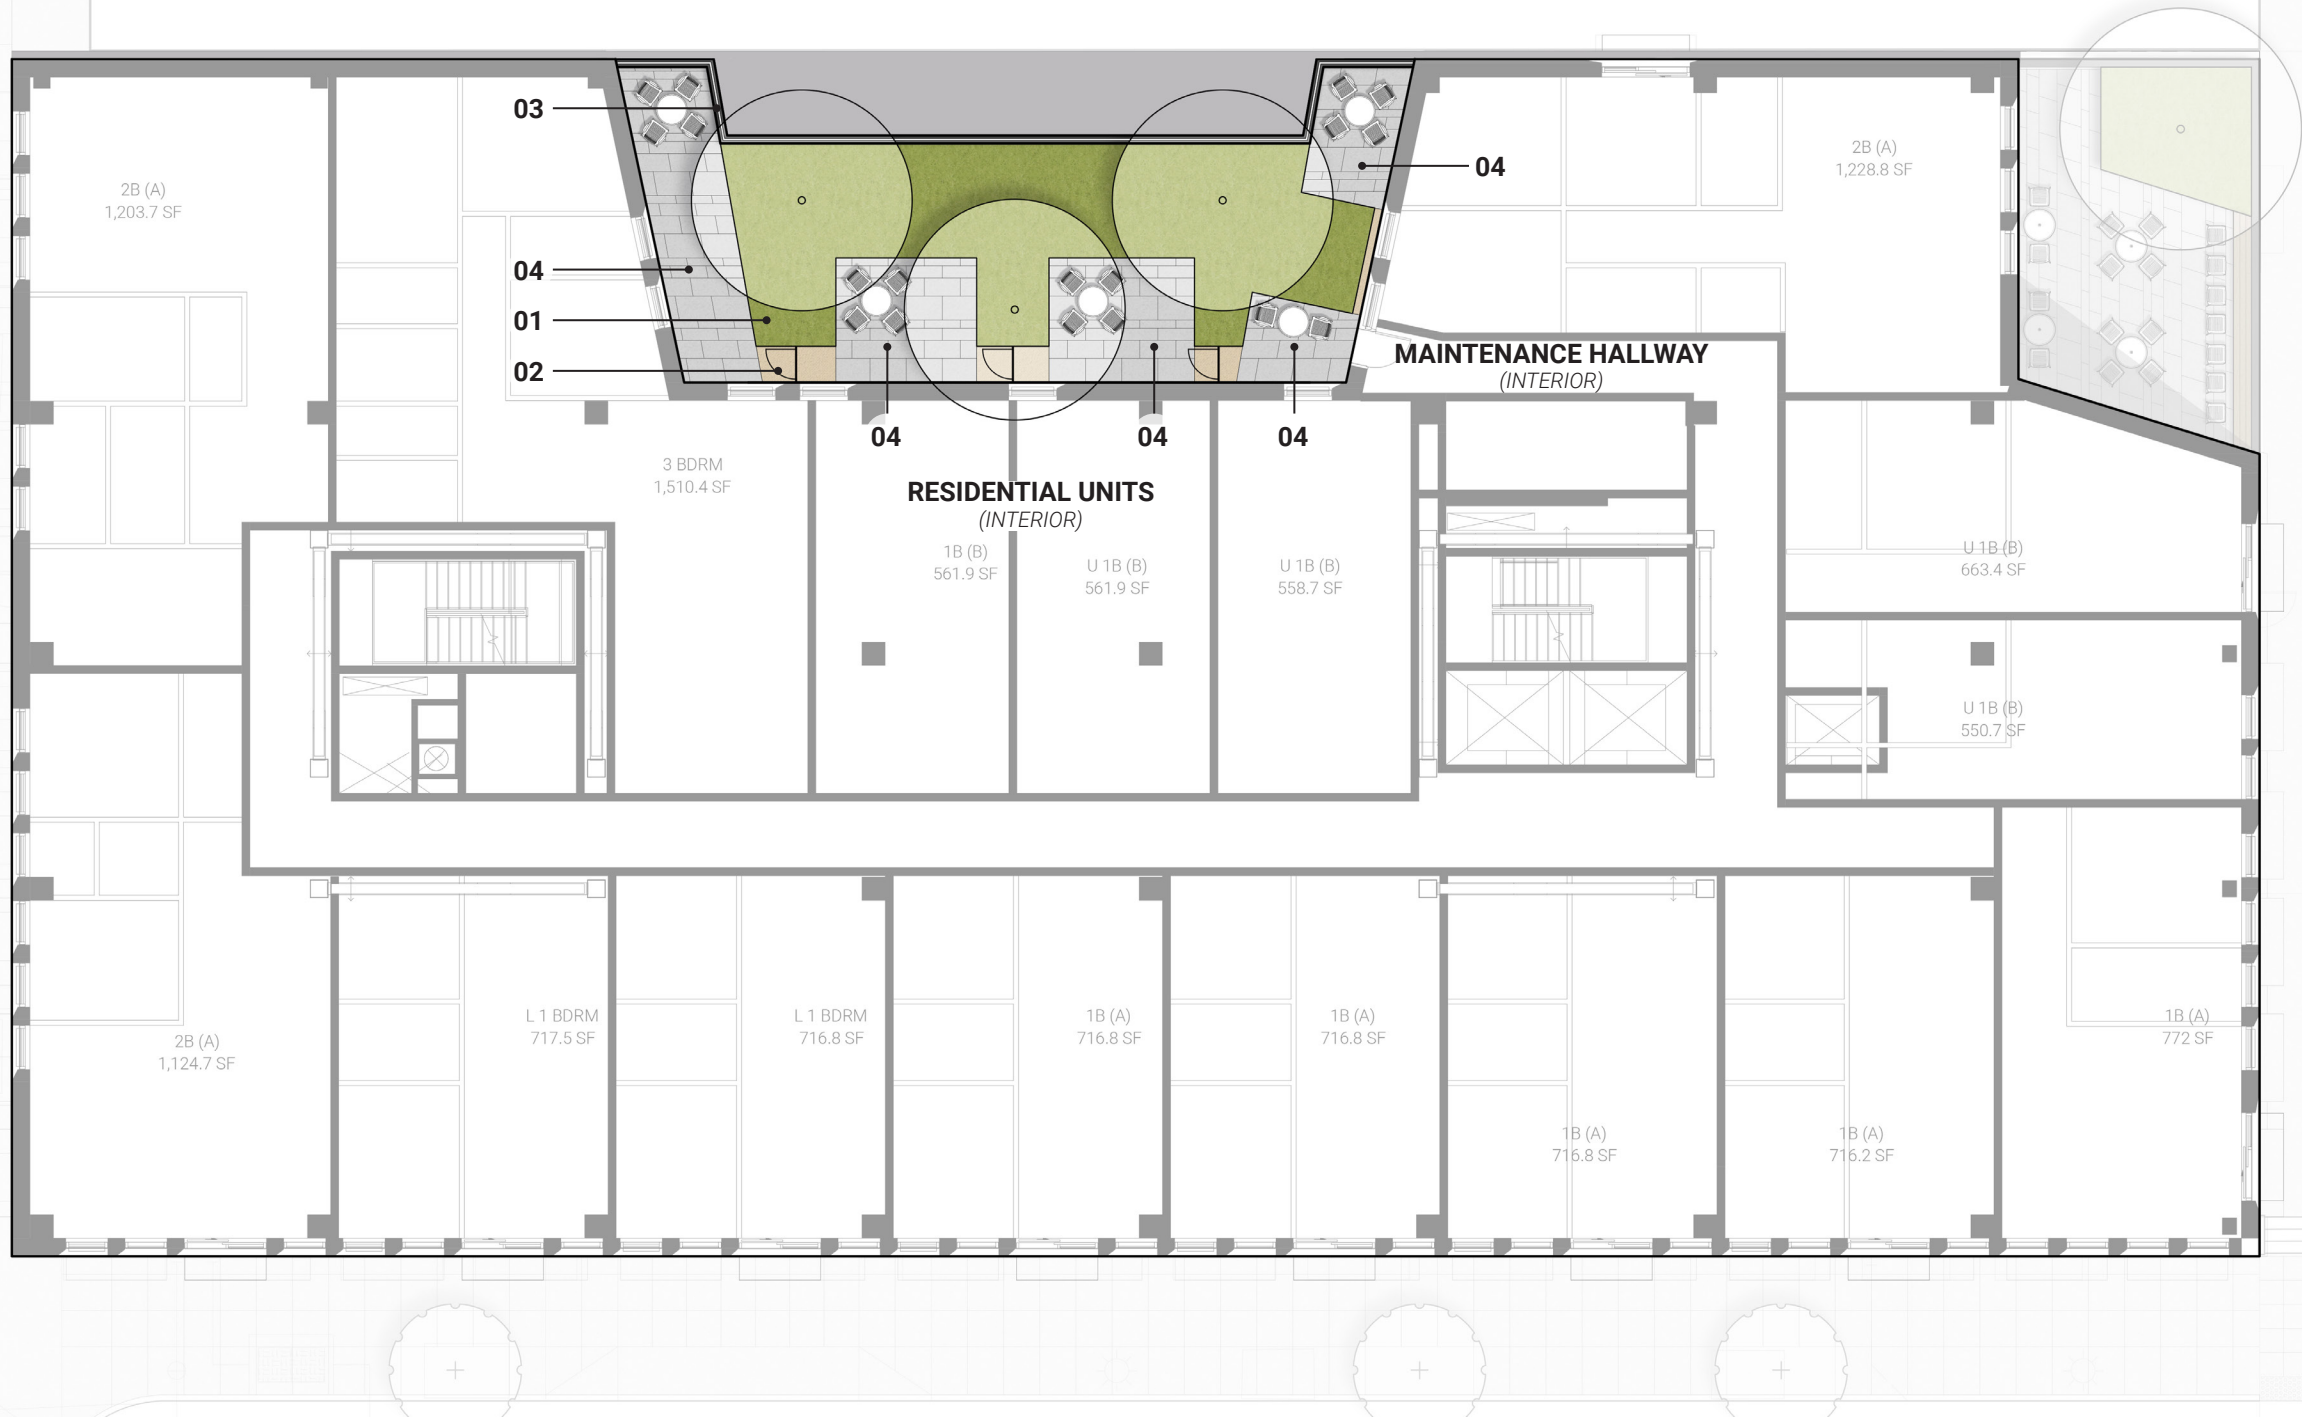 03
04
2B (A)
1,228.8 SF
2B (A)
1,203.7 SF
04
01
02
MAINTENANCE HALLWAY
(INTERIOR)
04
04
04
3 BDRM
1,510.4 SF
RESIDENTIAL UNITS
(INTERIOR)
1B (B)
561.9 SF
U 1B (B)
561.9 SF
U 1B (B)
558.7 SF
U 1B (B)
663.4 SF
U 1B (B)
550.7 SF
2B (A)
1,124.7 SF
L 1 BDRM
717.5 SF
L 1 BDRM
716.8 SF
1B (A)
716.8 SF
1B (A)
716.8 SF
1B (A)
716.8 SF
1B (A)
716.2 SF
1B (A)
772 SF